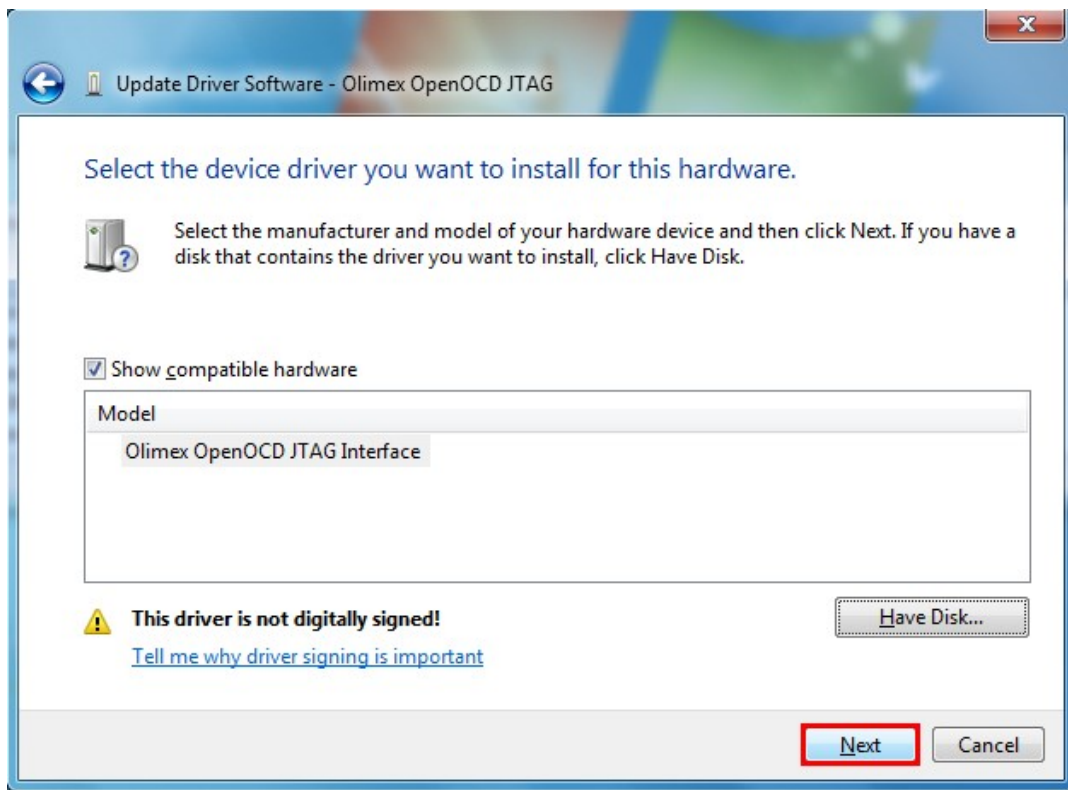 Update Driver Software - Olimex OpenOCD JTAG
Select the device driver you want to install for this hardware.
Select the manufacturer and model of your hardware device and then click Next. If you have a
disk that contains the driver you want to install, click Have Disk.
Show compatible hardware
Model
Olimex OpenOCD JTAG Interface
This driver is not digitally signed!
Have Disk...
Tell me why driver signing is important
Next
Cancel